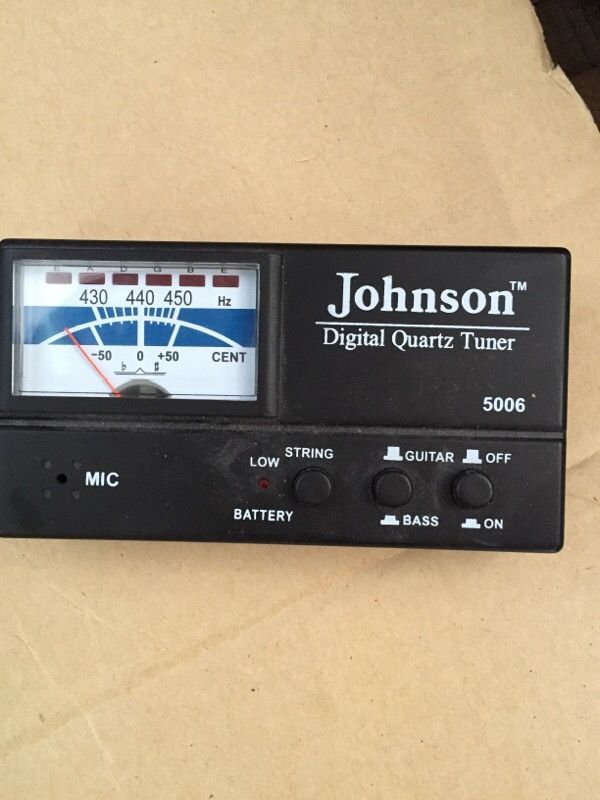 E A D G B E
430 440 450 Hz
-50 0 +50 CENT
♭ ♯
Johnson™
Digital Quartz Tuner
5006
MIC
LOW
BATTERY
STRING
GUITAR
BASS
OFF
ON